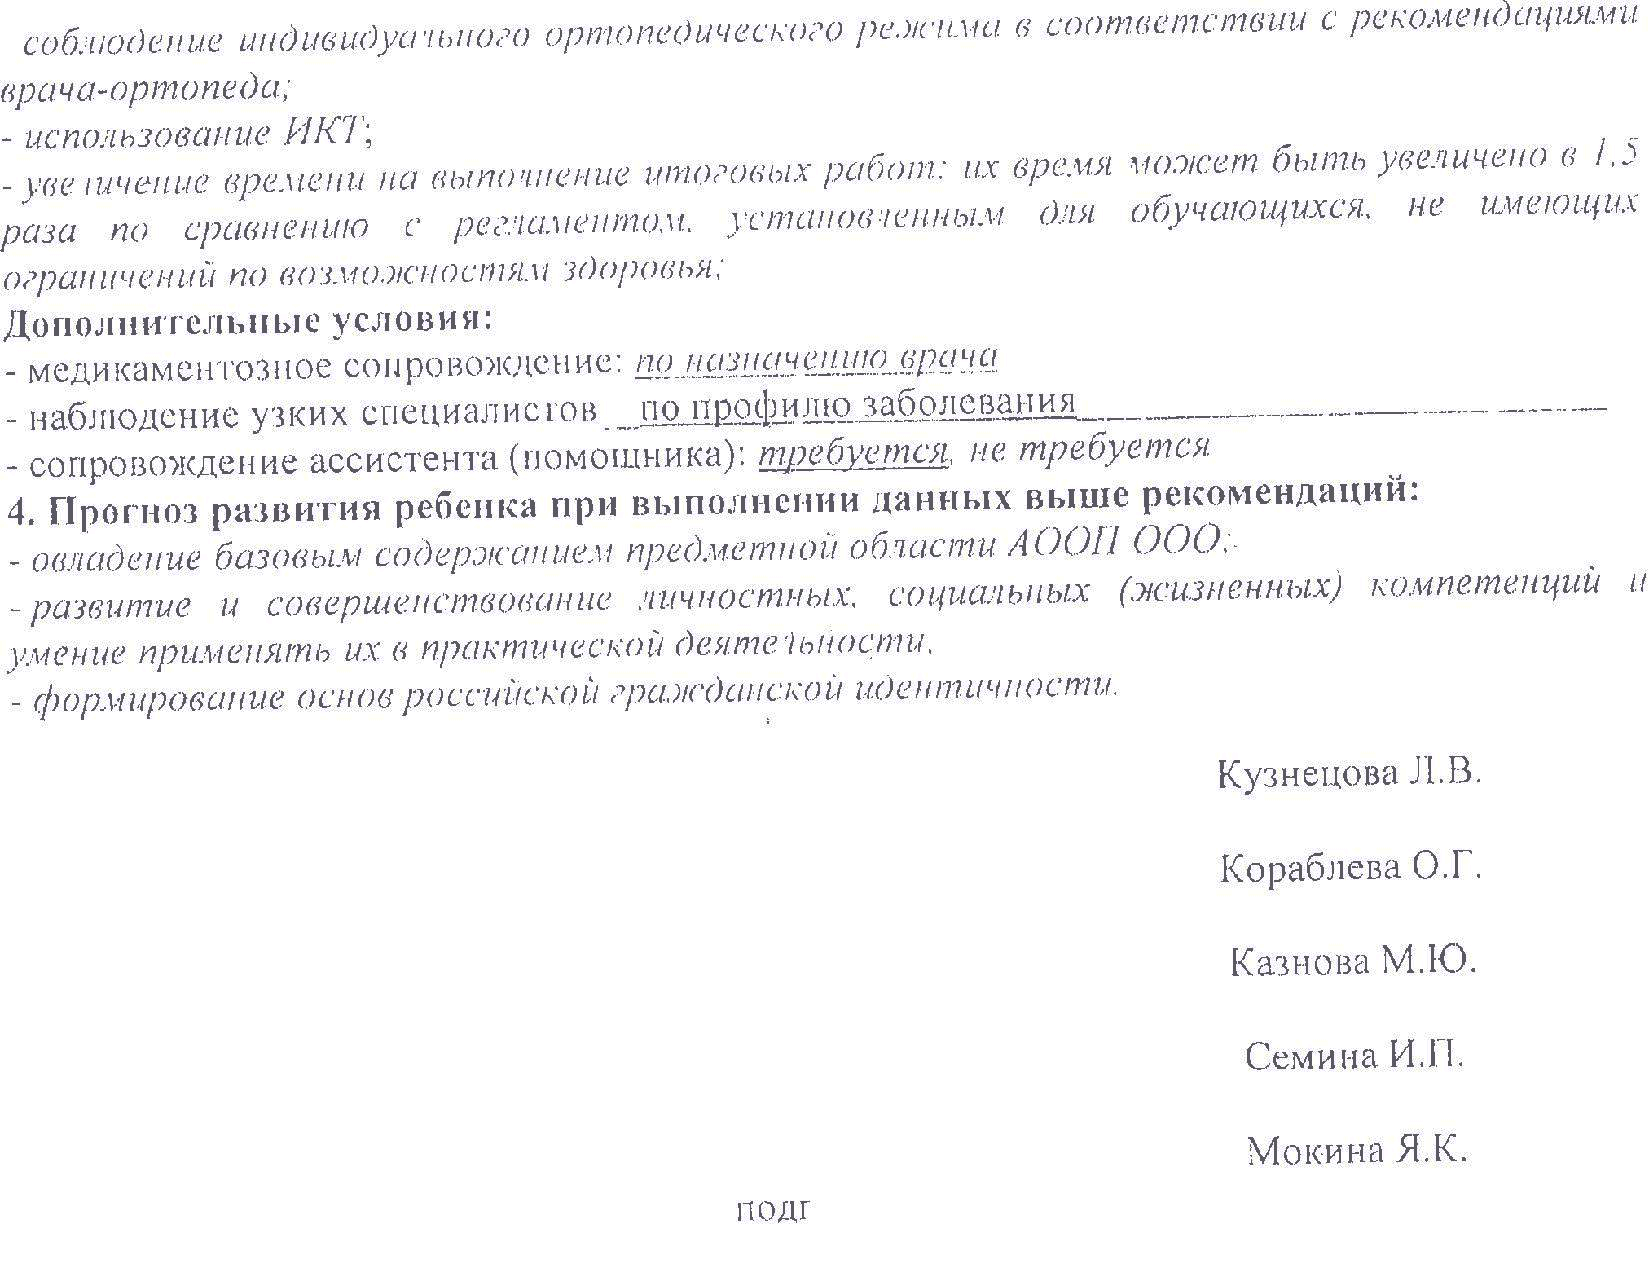 соблюдение индивидуального ортопедического режима в соответствии с рекомендациями
врача-ортопеда;
- использование ИКТ;
- увеличение времени на выполнение итоговых работ: их время может быть увеличено в 1,5
раза по сравнению с регламентом, установленным для обучающихся, не имеющих
ограничений по возможностям здоровья;
Дополнительные условия:
- медикаментозное сопровождение: по назначению врача
- наблюдение узких специалистов __по профилю заболевания____________________
- сопровождение ассистента (помощника): требуется, не требуется
4. Прогноз развития ребенка при выполнении данных выше рекомендаций:
- овладение базовым содержанием предметной области АООП ООО;
- развитие и совершенствование личностных, социальных (жизненных) компетенций и
умение применять их в практической деятельности.
- формирование основ российской гражданской идентичности.
Кузнецова Л.В.
Кораблева О.Г.
Казнова М.Ю.
Семина И.П.
Мокина Я.К.
подг